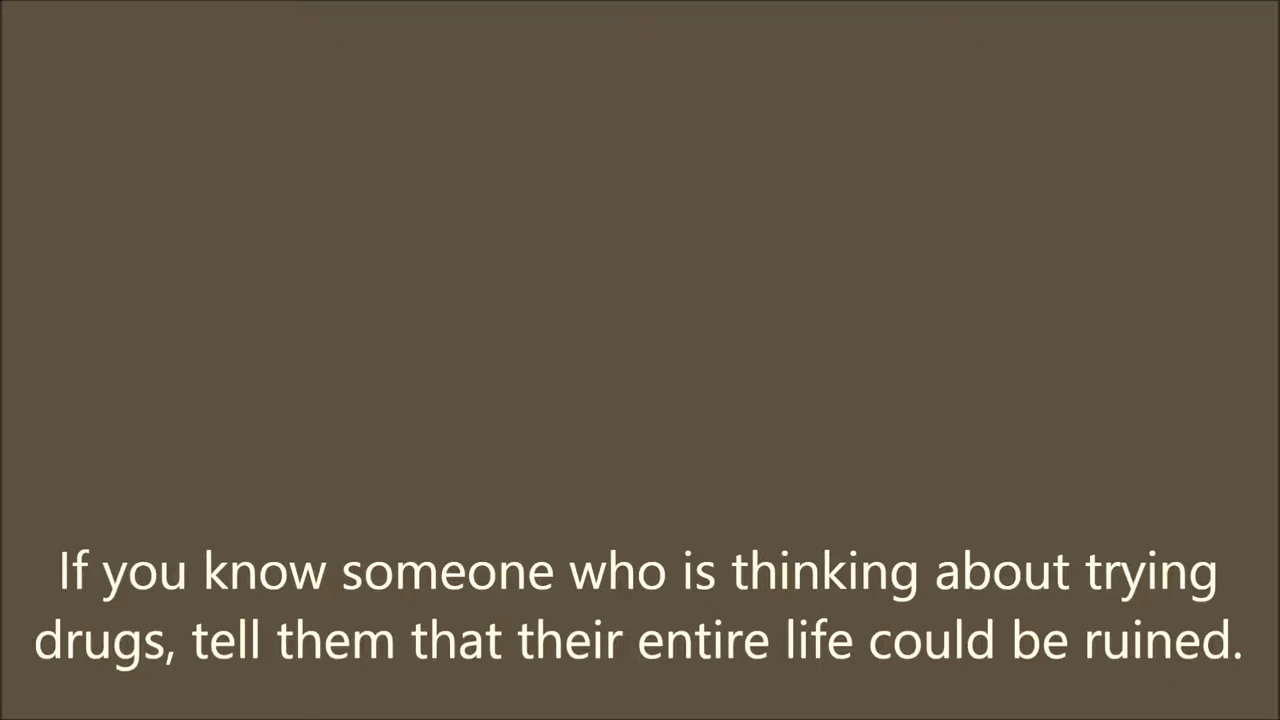 If you know someone who is thinking about trying
drugs, tell them that their entire life could be ruined.